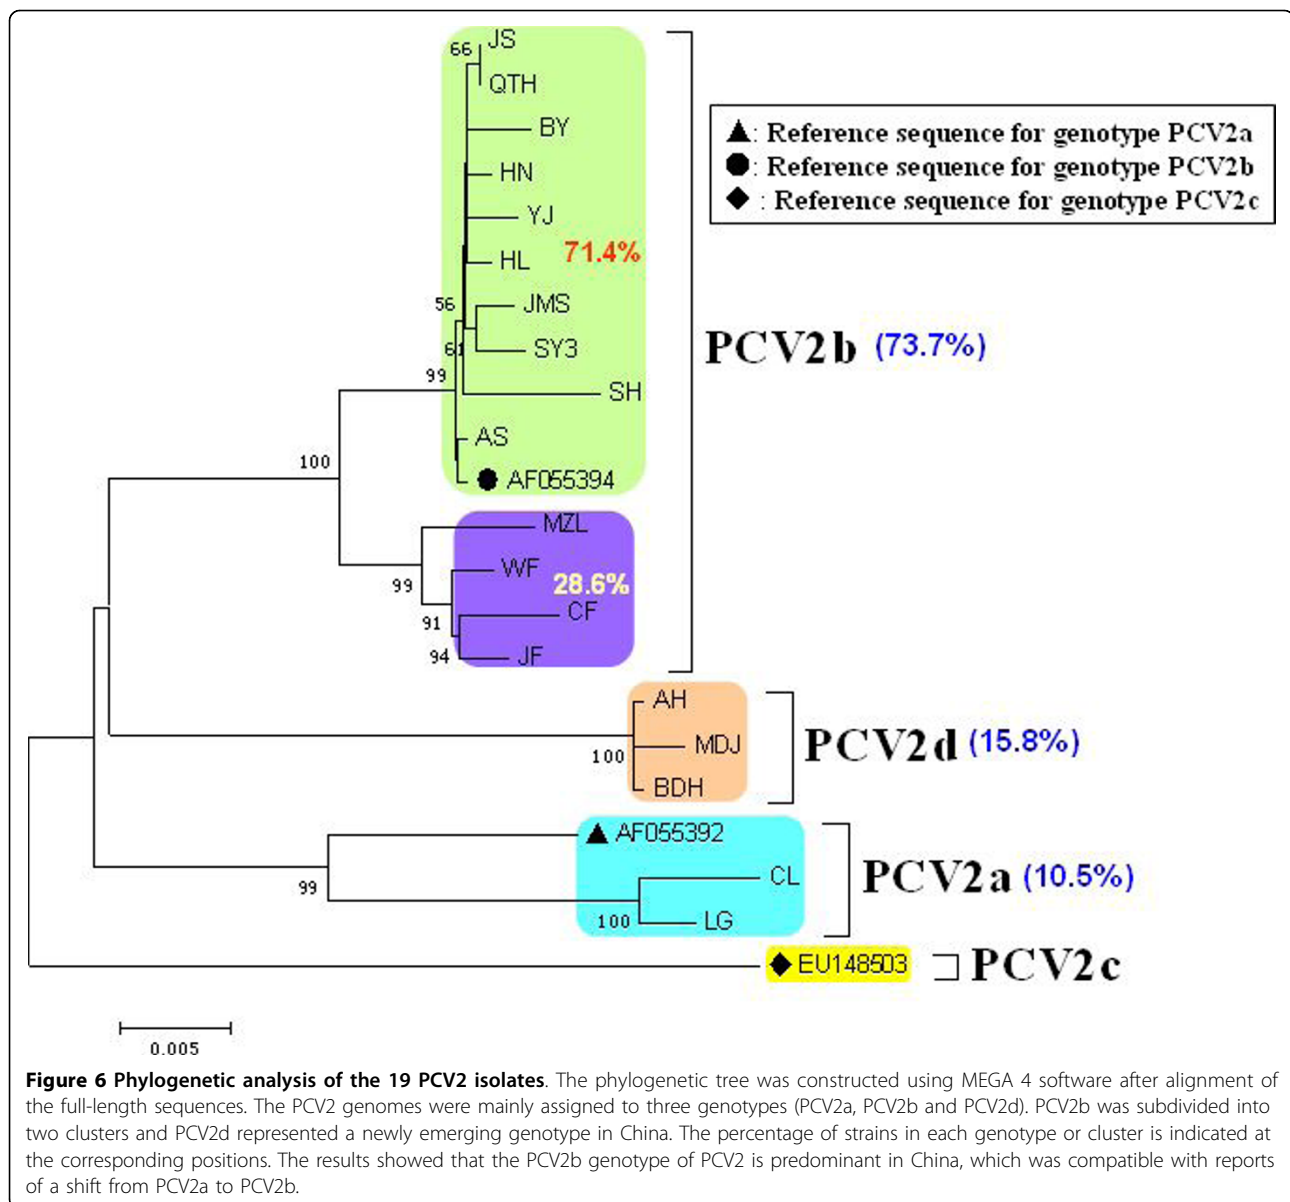 JS
66
QTH
▲: Reference sequence for genotype PCV2a
●: Reference sequence for genotype PCV2b
◆ : Reference sequence for genotype PCV2c
BY
HN
YJ
71.4%
HL
56
JMS
PCV2b (73.7%)
61
SY3
99
SH
AS
100
AF055394
MZL
WF
28.6%
99
CF
91
94
JF
AH
MDJ
PCV2d (15.8%)
100
BDH
AF055392
CL
PCV2a (10.5%)
99
100
LG
EU148503
PCV2c
0.005
Figure 6 Phylogenetic analysis of the 19 PCV2 isolates. The phylogenetic tree was constructed using MEGA 4 software after alignment of
the full-length sequences. The PCV2 genomes were mainly assigned to three genotypes (PCV2a, PCV2b and PCV2d). PCV2b was subdivided into
two clusters and PCV2d represented a newly emerging genotype in China. The percentage of strains in each genotype or cluster is indicated at
the corresponding positions. The results showed that the PCV2b genotype of PCV2 is predominant in China, which was compatible with reports
of a shift from PCV2a to PCV2b.